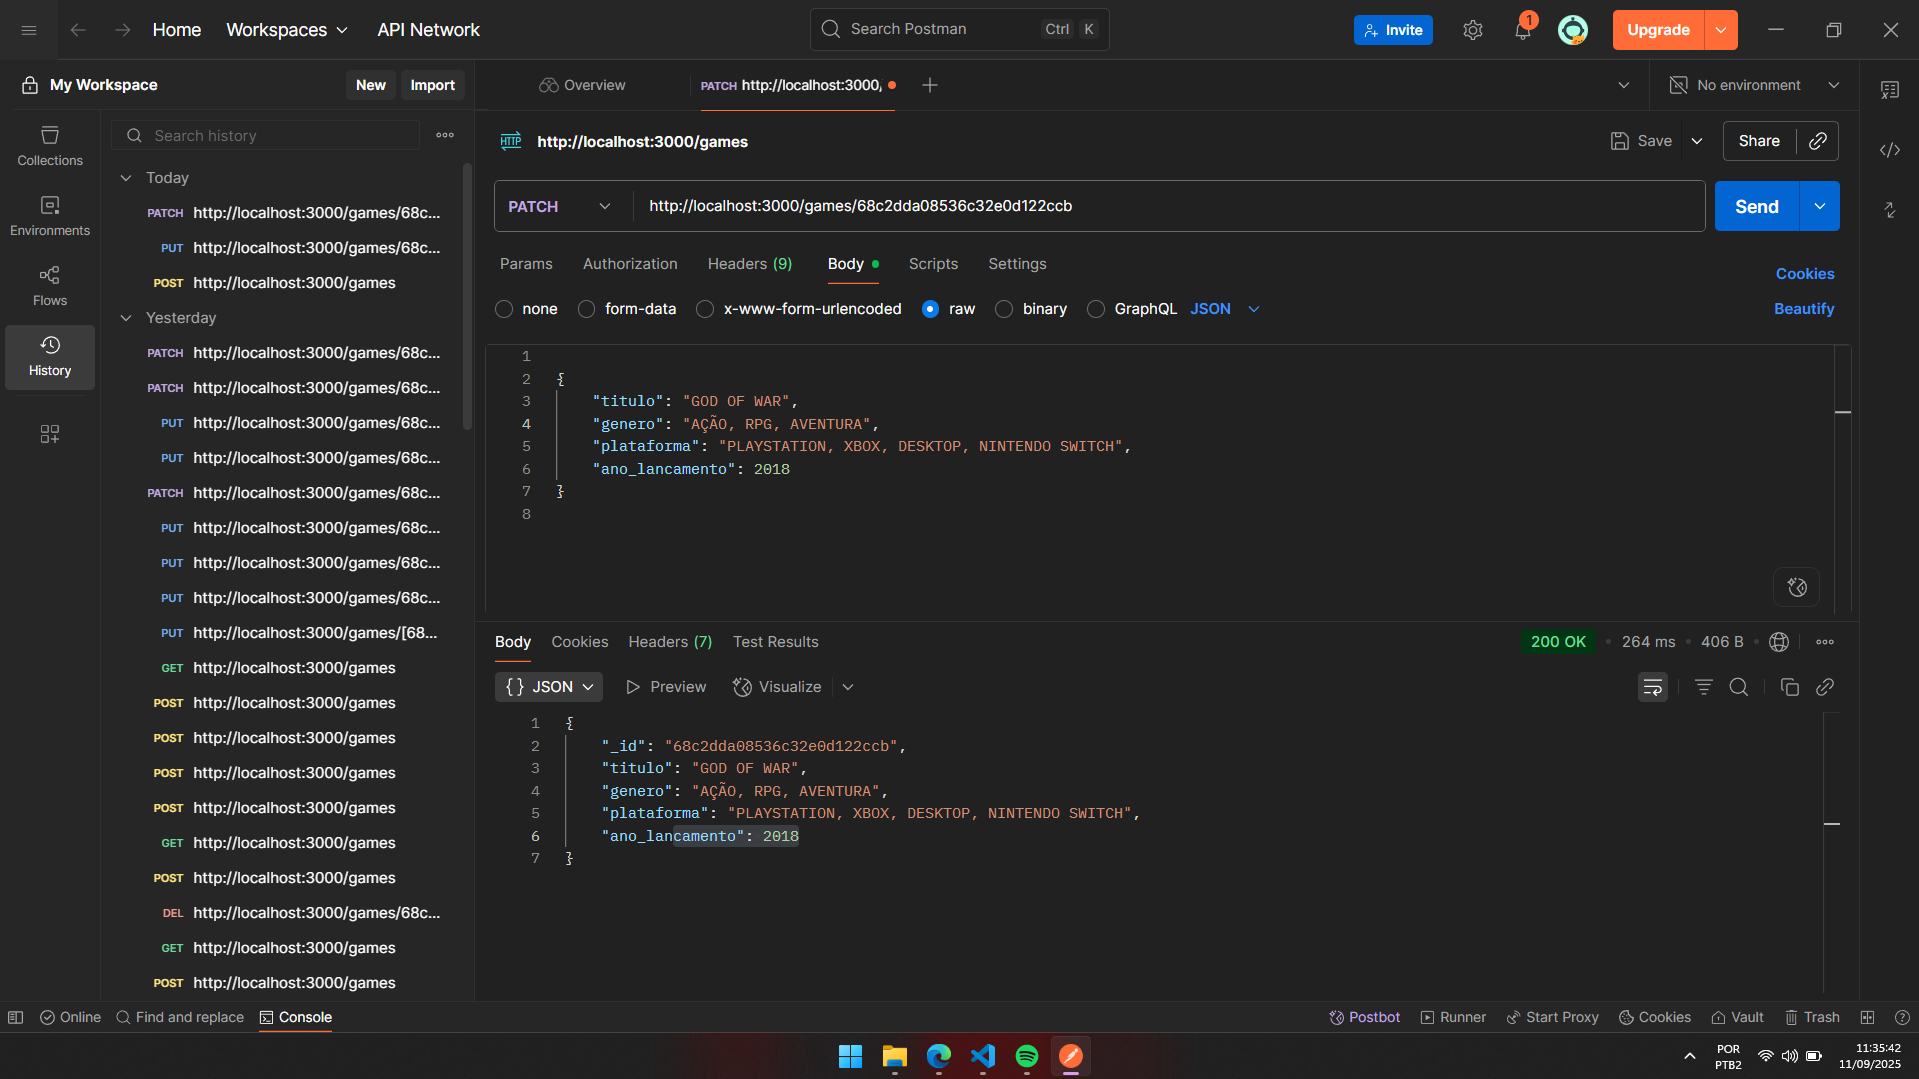 Home
Workspaces
API Network
Search Postman
Ctrl
K
Invite
1
Upgrade
My Workspace
New
Import
Overview
PATCH http://localhost:3000/
No environment
Collections
Environments
Flows
History
Search history
Today
PATCH http://localhost:3000/games/68c...
PUT http://localhost:3000/games/68c...
POST http://localhost:3000/games
Yesterday
PATCH http://localhost:3000/games/68c...
PATCH http://localhost:3000/games/68c...
PUT http://localhost:3000/games/68c...
PUT http://localhost:3000/games/68c...
PATCH http://localhost:3000/games/68c...
PUT http://localhost:3000/games/68c...
PUT http://localhost:3000/games/68c...
PUT http://localhost:3000/games/68c...
PUT http://localhost:3000/games/[68...
GET http://localhost:3000/games
POST http://localhost:3000/games
POST http://localhost:3000/games
POST http://localhost:3000/games
POST http://localhost:3000/games
GET http://localhost:3000/games
POST http://localhost:3000/games
DEL http://localhost:3000/games/68c...
GET http://localhost:3000/games
POST http://localhost:3000/games
HTTP http://localhost:3000/games
Save
Share
PATCH
http://localhost:3000/games/68c2dda08536c32e0d122ccb
Send
Params
Authorization
Headers (9)
Body
Scripts
Settings
Cookies
none
form-data
x-www-form-urlencoded
raw
binary
GraphQL
JSON
Beautify
1
2 {
3 "titulo": "GOD OF WAR",
4 "genero": "AÇÃO, RPG, AVENTURA",
5 "plataforma": "PLAYSTATION, XBOX, DESKTOP, NINTENDO SWITCH",
6 "ano_lancamento": 2018
7 }
8
Body
Cookies
Headers (7)
Test Results
200 OK
264 ms
406 B
{} JSON
Preview
Visualize
1 {
2 "_id": "68c2dda08536c32e0d122ccb",
3 "titulo": "GOD OF WAR",
4 "genero": "AÇÃO, RPG, AVENTURA",
5 "plataforma": "PLAYSTATION, XBOX, DESKTOP, NINTENDO SWITCH",
6 "ano_lancamento": 2018
7 }
Online
Find and replace
Console
Postbot
Runner
Start Proxy
Cookies
Vault
Trash
POR
PTB2
11:35:42
11/09/2025